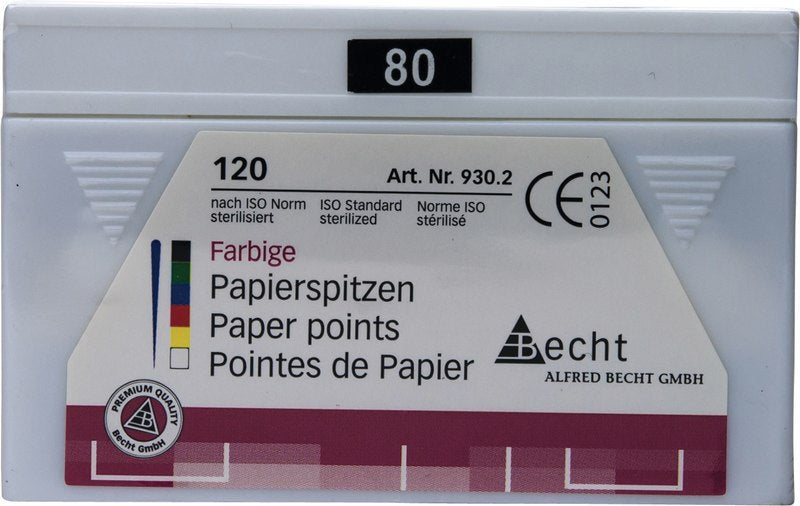 80
120
Art. Nr. 930.2
CE 0123
nach ISO Norm
sterilisiert
ISO Standard
sterilized
Norme ISO
stérilisé
Farbige
Papierspitzen
Paper points
Pointes de Papier
Becht
ALFRED BECHT GMBH
PREMIUM QUALITY
B
Becht GmbH